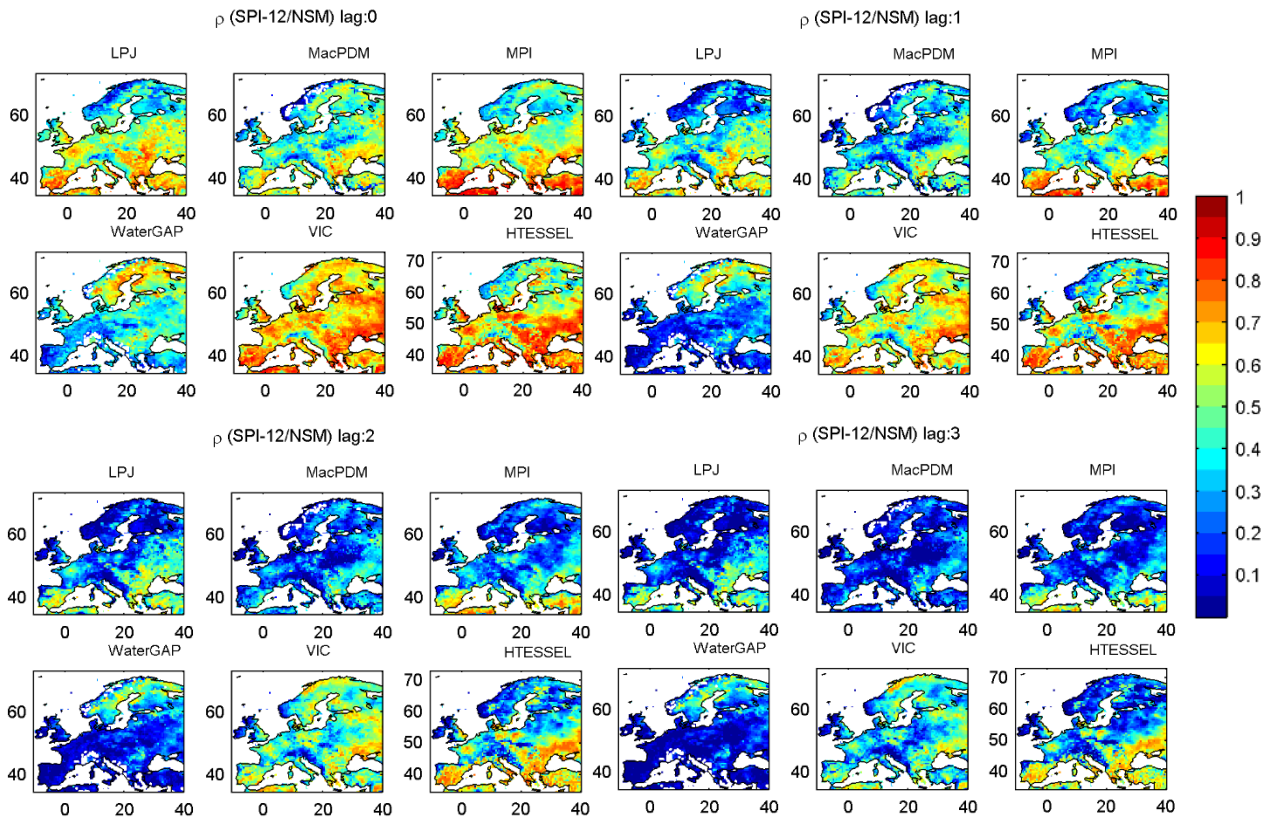 ρ (SPI-12/NSM) lag:0
ρ (SPI-12/NSM) lag:1
LPJ MacPDM MPI LPJ MacPDM MPI
60 60 60 60 60 60
40 40 40 40 40 40
0 20 40 0 20 40 0 20 40 0 20 40 0 20 40 0 20 40
WaterGAP VIC HTESSEL WaterGAP VIC HTESSEL
70 70
60 60 60 60 60 60
50 50
40 40 40 40 40 40
0 20 40 0 20 40 0 20 40 0 20 40 0 20 40 0 20 40
1
0.9
0.8
0.7
0.6
0.5
0.4
0.3
0.2
0.1
ρ (SPI-12/NSM) lag:2
ρ (SPI-12/NSM) lag:3
LPJ MacPDM MPI LPJ MacPDM MPI
60 60 60 60 60 60
40 40 40 40 40 40
0 20 40 0 20 40 0 20 40 0 20 40 0 20 40 0 20 40
WaterGAP VIC HTESSEL WaterGAP VIC HTESSEL
70 70
60 60 60 60 60 60
50 50
40 40 40 40 40 40
0 20 40 0 20 40 0 20 40 0 20 40 0 20 40 0 20 40